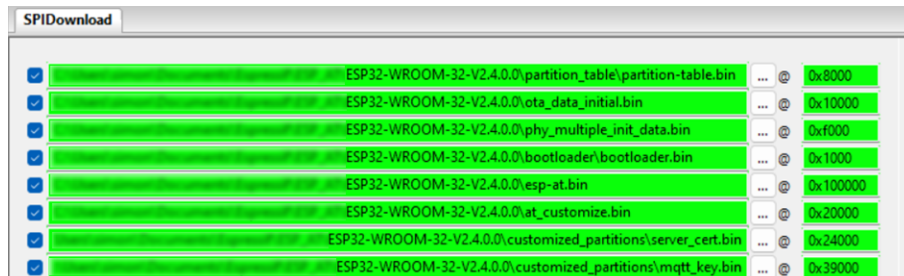 SPIDownload
ESP32-WROOM-32-V2.4.0.0\partition_table\partition-table.bin ... @ 0x8000
ESP32-WROOM-32-V2.4.0.0\ota_data_initial.bin ... @ 0x10000
ESP32-WROOM-32-V2.4.0.0\phy_multiple_init_data.bin ... @ 0xf000
ESP32-WROOM-32-V2.4.0.0\bootloader\bootloader.bin ... @ 0x1000
ESP32-WROOM-32-V2.4.0.0\esp-at.bin ... @ 0x100000
ESP32-WROOM-32-V2.4.0.0\at_customize.bin ... @ 0x20000
ESP32-WROOM-32-V2.4.0.0\customized_partitions\server_cert.bin ... @ 0x24000
ESP32-WROOM-32-V2.4.0.0\customized_partitions\mqtt_key.bin ... @ 0x39000